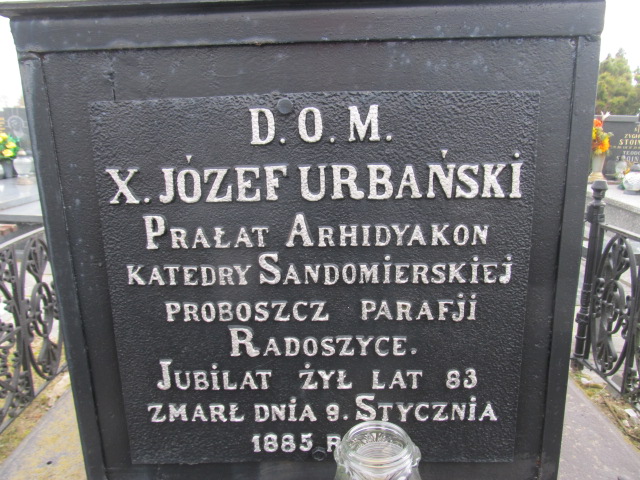 D.O.M.
X. JÓZEF URBAŃSKI
PRAŁAT ARHIDYAKON
KATEDRY SANDOMIERSKIEJ
PROBOSZCZ PARAFJI
RADOSZYCE.
JUBILAT ŻYŁ LAT 83
ZMARŁ DNIA 9. STYCZNIA
1885 R